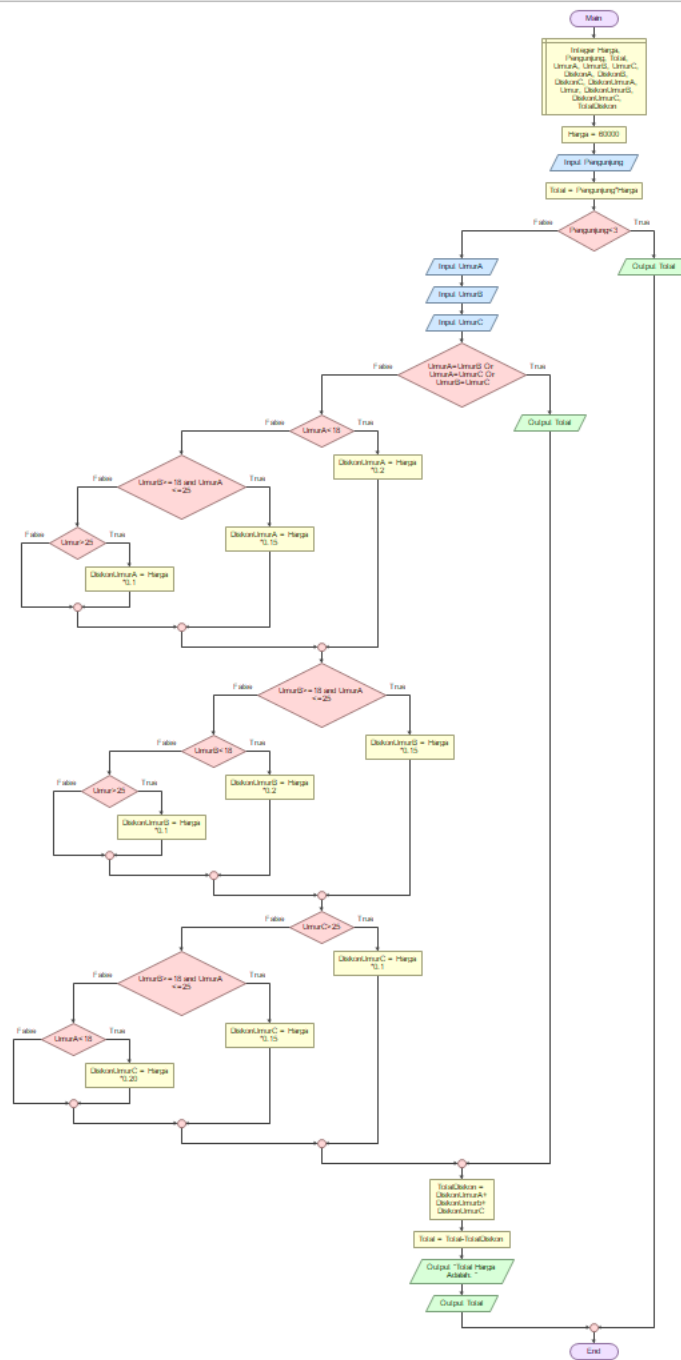 Main
Integer Harga,
Pengunjung, Total,
UmurA, UmurB, UmurC,
DiskonA, DiskonB,
DiskonC, DiskonUmurA,
Umur, DiskonUmurB,
DiskonUmurC,
TotalDiskon
Harga = 60000
Input Pengunjung
Total = Pengunjung*Harga
False
True
Pengunjung<3
Input UmurA
Output Total
Input UmurB
Input UmurC
False
True
UmurA=UmurB Or
UmurA=UmurC Or
UmurB=UmurC
Output Total
False
True
UmurA<18
DiskonUmurA = Harga
*0.2
False
True
UmurB>=18 and UmurA
<=25
DiskonUmurA = Harga
*0.15
False
True
Umur>25
DiskonUmurA = Harga
*0.1
False
True
UmurB>=18 and UmurA
<=25
DiskonUmurB = Harga
*0.15
False
True
UmurB<18
DiskonUmurB = Harga
*0.2
False
True
Umur>25
DiskonUmurB = Harga
*0.1
False
True
UmurC>25
DiskonUmurC = Harga
*0.1
False
True
UmurB>=18 and UmurA
<=25
DiskonUmurC = Harga
*0.15
False
True
UmurA<18
DiskonUmurC = Harga
*0.20
TotalDiskon =
DiskonUmurA+
DiskonUmurb+
DiskonUmurC
Total = Total-TotalDiskon
Output "Total Harga
Adalah: "
Output Total
End